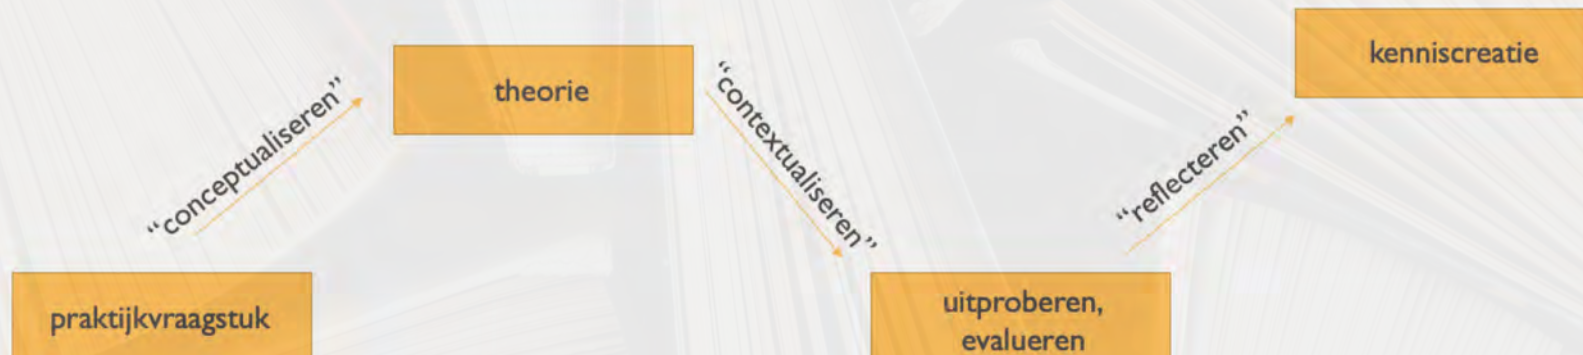 praktijkvraagstuk
“conceptualiseren”
theorie
“contextualiseren”
uitproberen,
evalueren
“reflecteren”
kenniscreatie